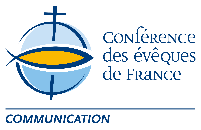 Conférence
des évêques
de France
COMMUNICATION